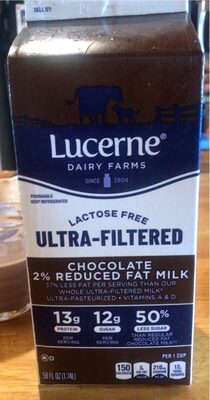 SELL BY:
Lucerne®
DAIRY FARMS
SINCE 1904
PERISHABLE
KEEP REFRIGERATED
LACTOSE FREE
ULTRA-FILTERED
CHOCOLATE
2% REDUCED FAT MILK
37% LESS FAT PER SERVING THAN OUR
WHOLE ULTRA-FILTERED MILK*
ULTRA-PASTEURIZED • VITAMINS A & D
13g 12g 50%
PROTEIN SUGAR LESS SUGAR
PER SERVING PER SERVING THAN REGULAR REDUCED FAT CHOCOLATE MILK
PER 1 CUP
150
59 FL OZ (1.74L)